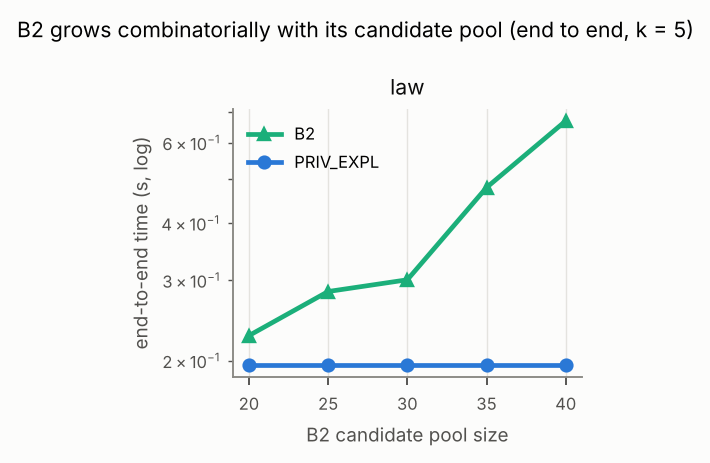 B2 grows combinatorially with its candidate pool (end to end, k = 5)
law
end-to-end time (s, log)
6 × 10⁻¹
4 × 10⁻¹
3 × 10⁻¹
2 × 10⁻¹
B2
PRIV_EXPL
20 25 30 35 40
B2 candidate pool size